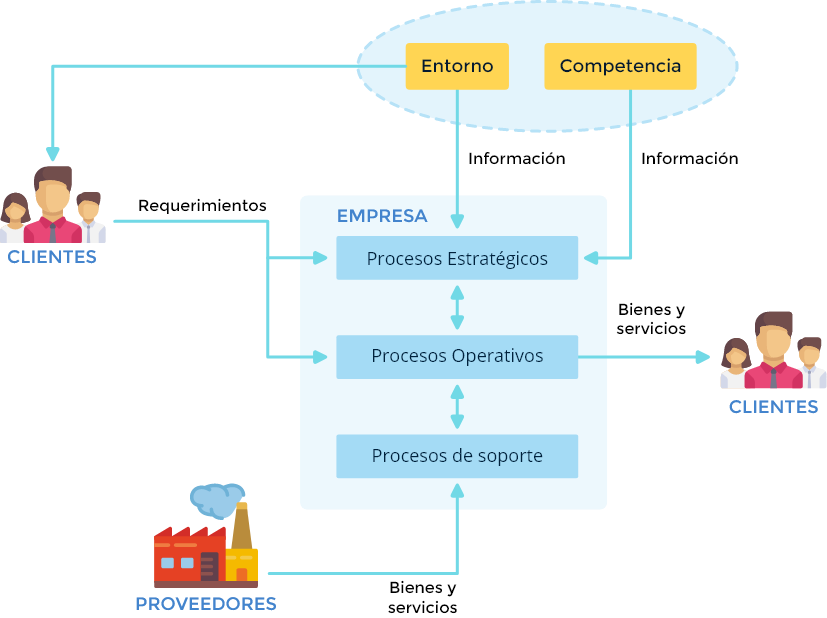 Entorno
Competencia
Información
Información
Requerimientos
EMPRESA
CLIENTES
Procesos Estratégicos
Bienes y
servicios
Procesos Operativos
CLIENTES
Procesos de soporte
Bienes y
servicios
PROVEEDORES